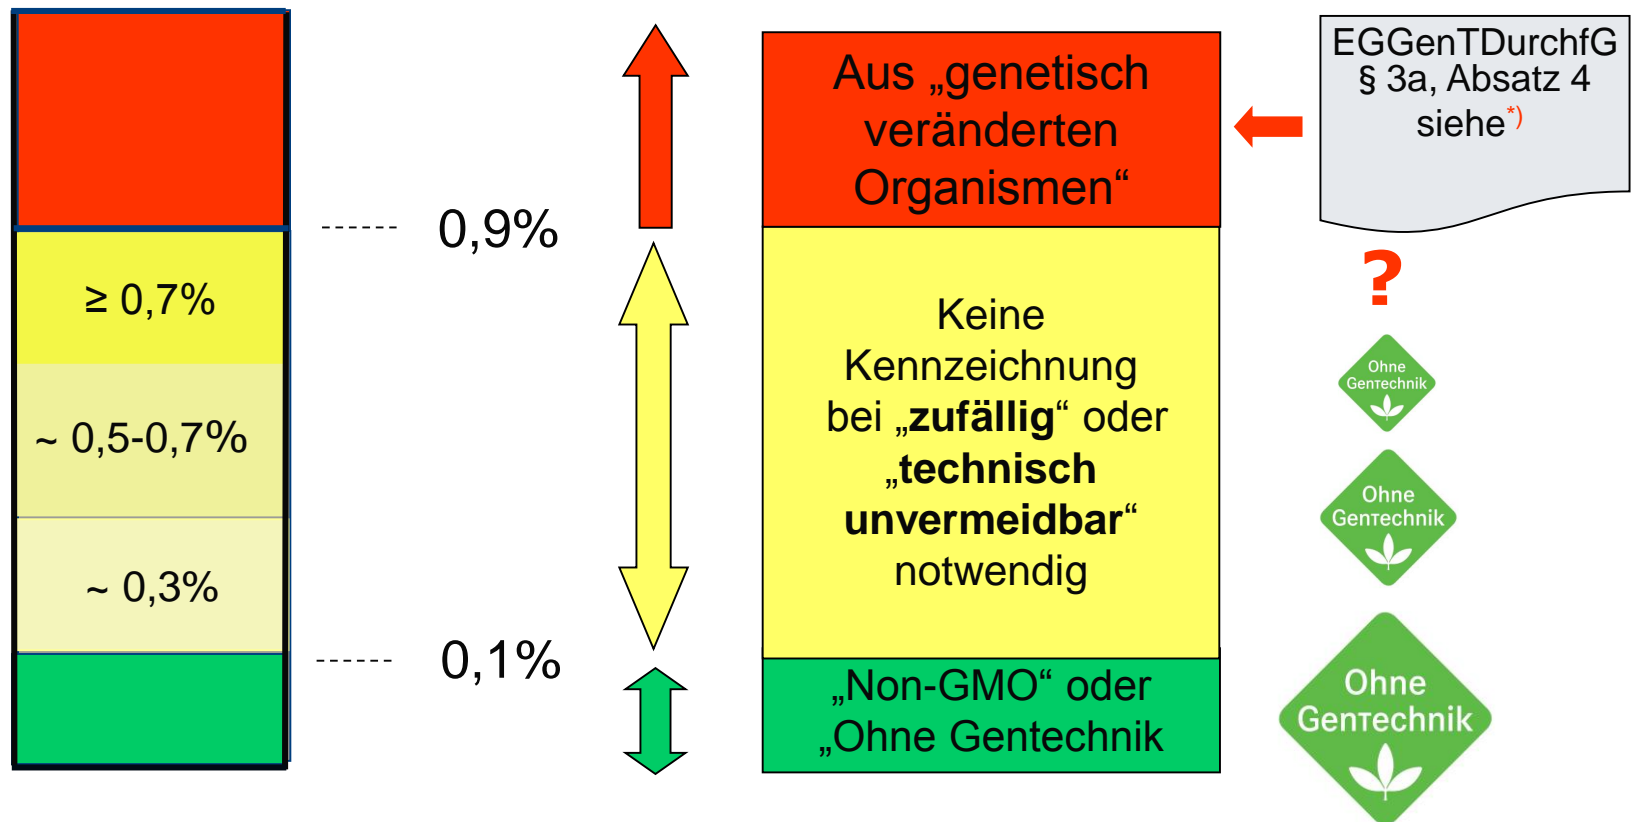 ≥ 0,7%
~ 0,5-0,7%
~ 0,3%
0,9%
0,1%
Aus „genetisch
veränderten
Organismen“
Keine
Kennzeichnung
bei „zufällig“ oder
„technisch
unvermeidbar“
notwendig
„Non-GMO“ oder
„Ohne Gentechnik
EGGenTDurchfG
§ 3a, Absatz 4
siehe*)
?
Ohne
Gentechnik
Ohne
Gentechnik
Ohne
Gentechnik